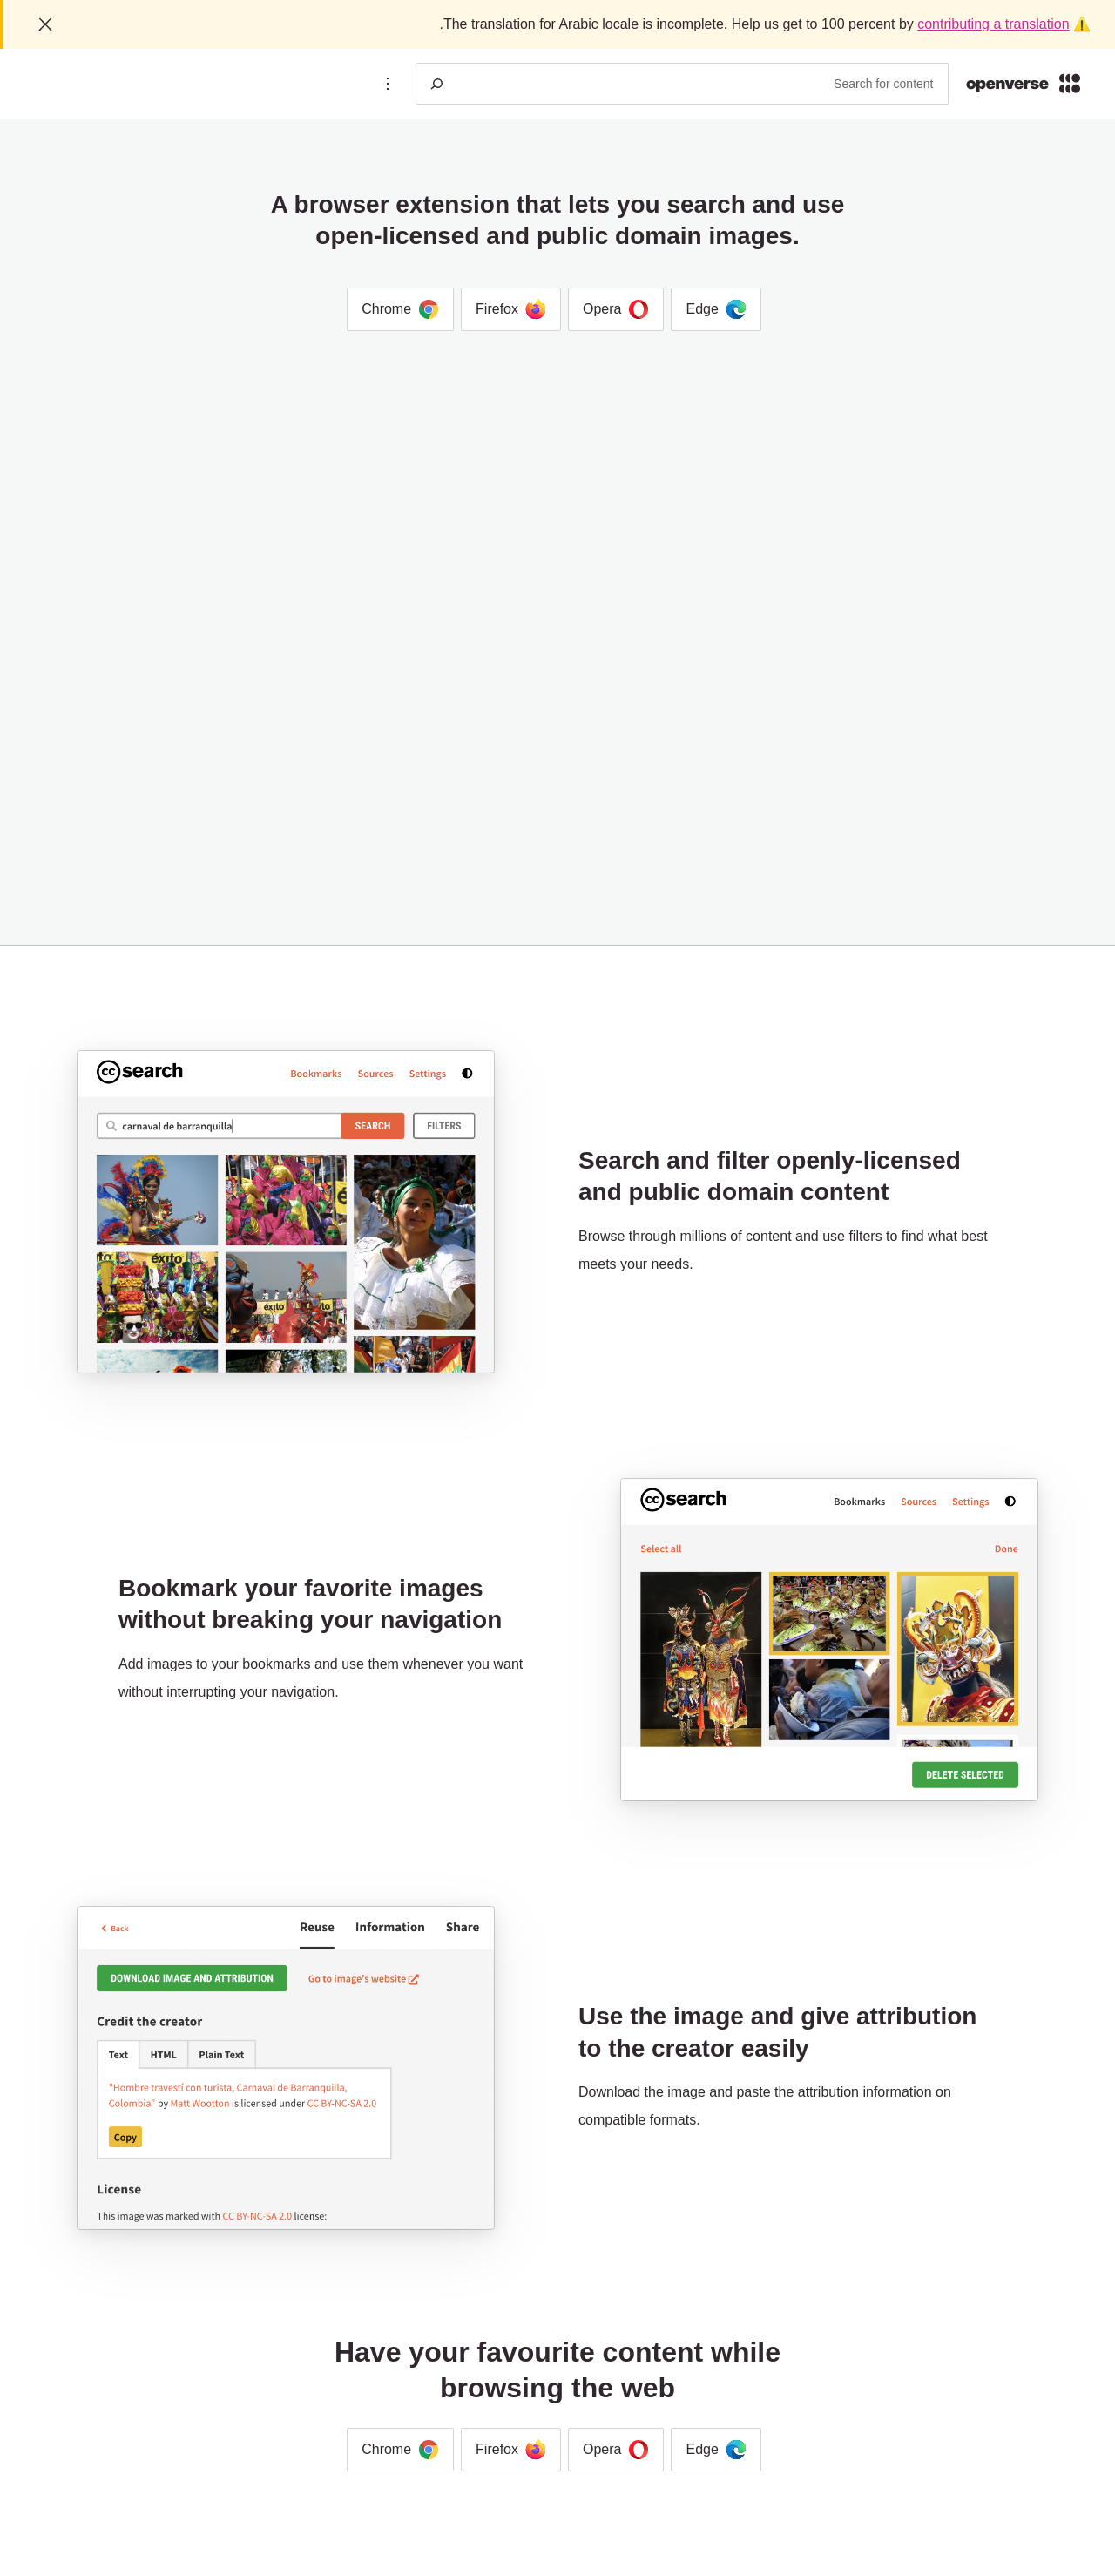 .The translation for Arabic locale is incomplete. Help us get to 100 percent by contributing a translation ⚠️
openverse
Search for content
A browser extension that lets you search and use
open-licensed and public domain images.
Chrome
Firefox
Opera
Edge
cc search
Bookmarks
Sources
Settings
carnaval de barranquilla
SEARCH
FILTERS
éxito
éxito
éxito
Search and filter openly-licensed
and public domain content
Browse through millions of content and use filters to find what best
meets your needs.
Bookmark your favorite images
without breaking your navigation
Add images to your bookmarks and use them whenever you want
without interrupting your navigation.
cc search
Bookmarks
Sources
Settings
Select all
Done
DELETE SELECTED
Back
Reuse
Information
Share
DOWNLOAD IMAGE AND ATTRIBUTION
Go to image's website
Credit the creator
Text
HTML
Plain Text
"Hombre travestí con turista, Carnaval de Barranquilla,
Colombia" by Matt Wootton is licensed under CC BY-NC-SA 2.0
Copy
License
This image was marked with CC BY-NC-SA 2.0 license:
Use the image and give attribution
to the creator easily
Download the image and paste the attribution information on
compatible formats.
Have your favourite content while
browsing the web
Chrome
Firefox
Opera
Edge